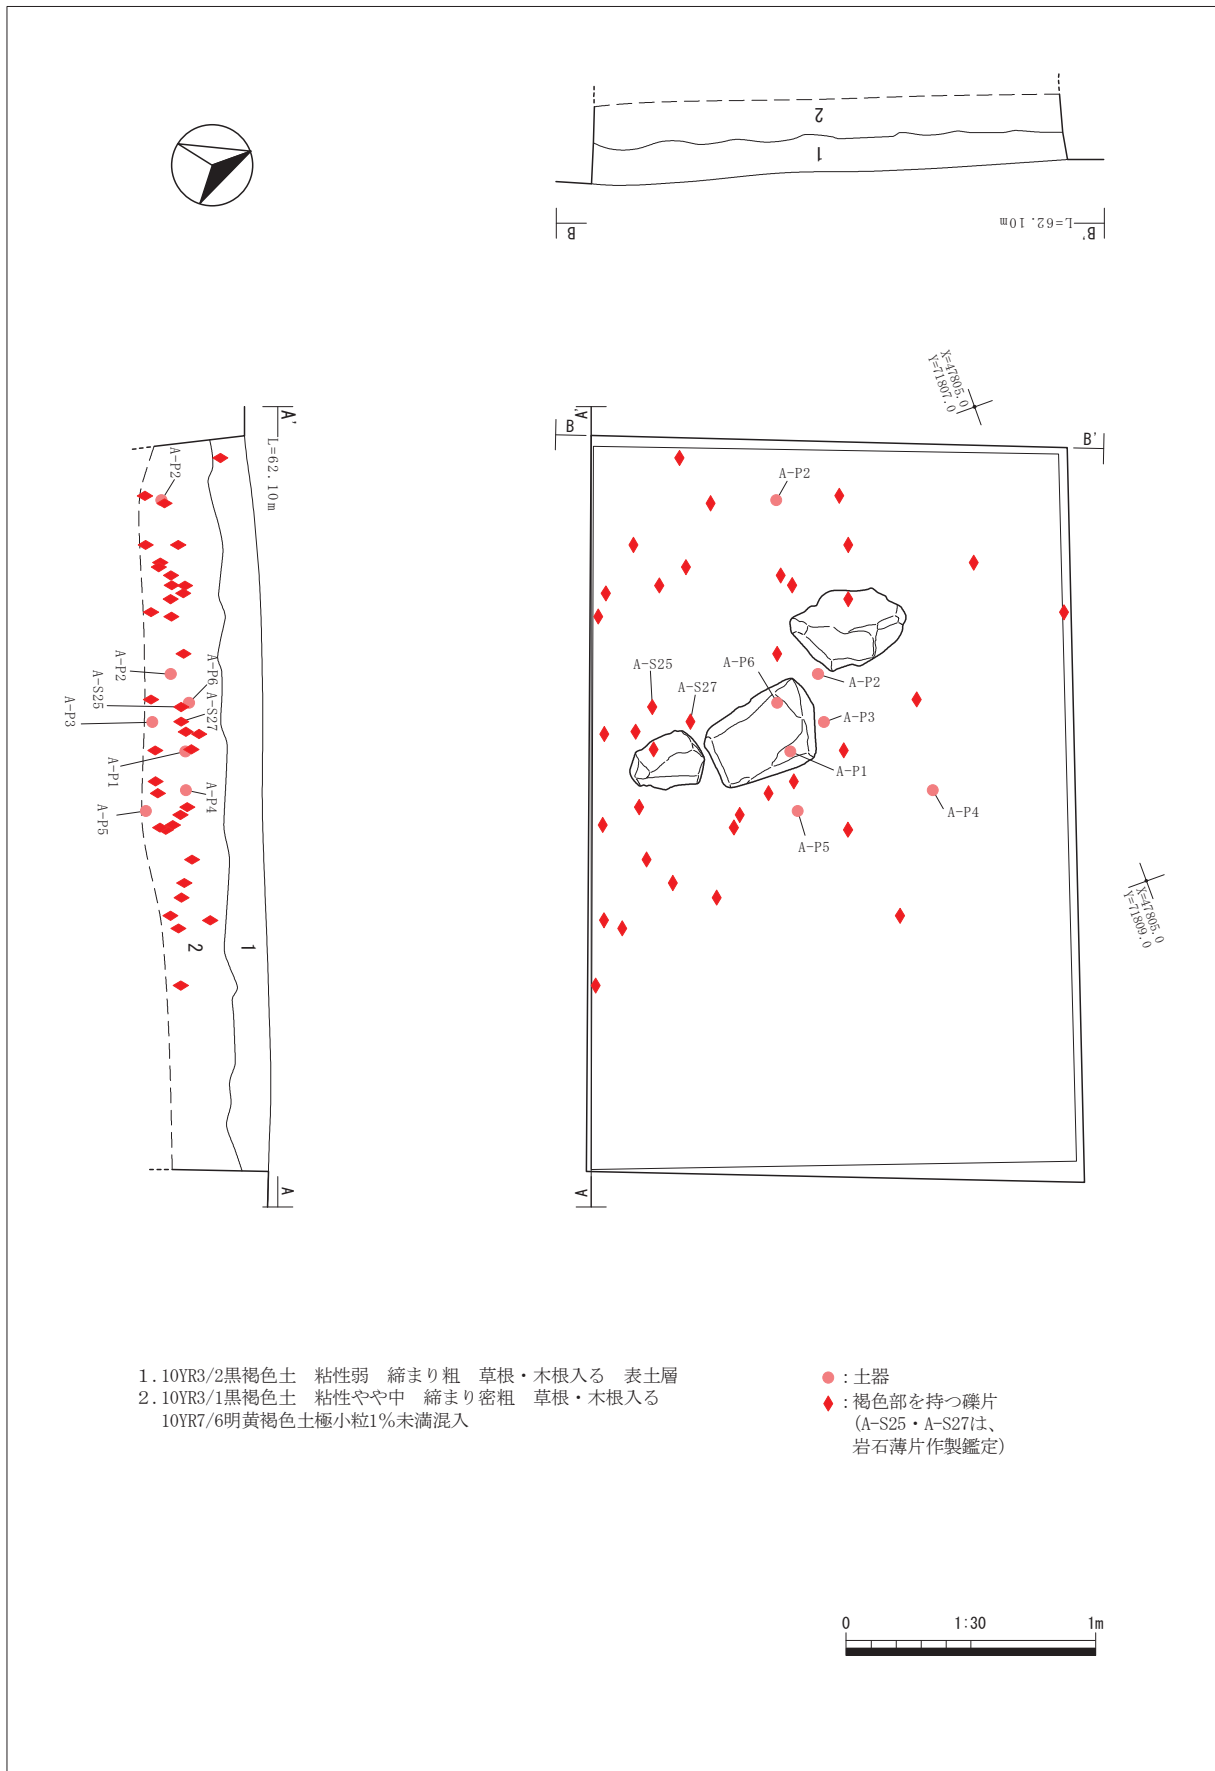 2
1
L=62.10m
B
B'
X=47805.0
Y=71807.0
A'
L=62.10m
A-P2
A-P2
A-P6
A-S25
A-S27
A-P3
A-P1
A-P4
A-P5
2
1
A
A'
B
B'
A-P2
A-S25
A-P6
A-S27
A-P2
A-P3
A-P1
A-P4
A-P5
X=47805.0
Y=71809.0
A
1.10YR3/2黒褐色土 粘性弱 締まり粗 草根・木根入る 表土層
2.10YR3/1黒褐色土 粘性やや中 締まり密粗 草根・木根入る
10YR7/6明黄褐色土極小粒1%未満混入
:土器
:褐色部を持つ礫片
(A-S25・A-S27は、
岩石薄片作製鑑定)
0 1:30 1m